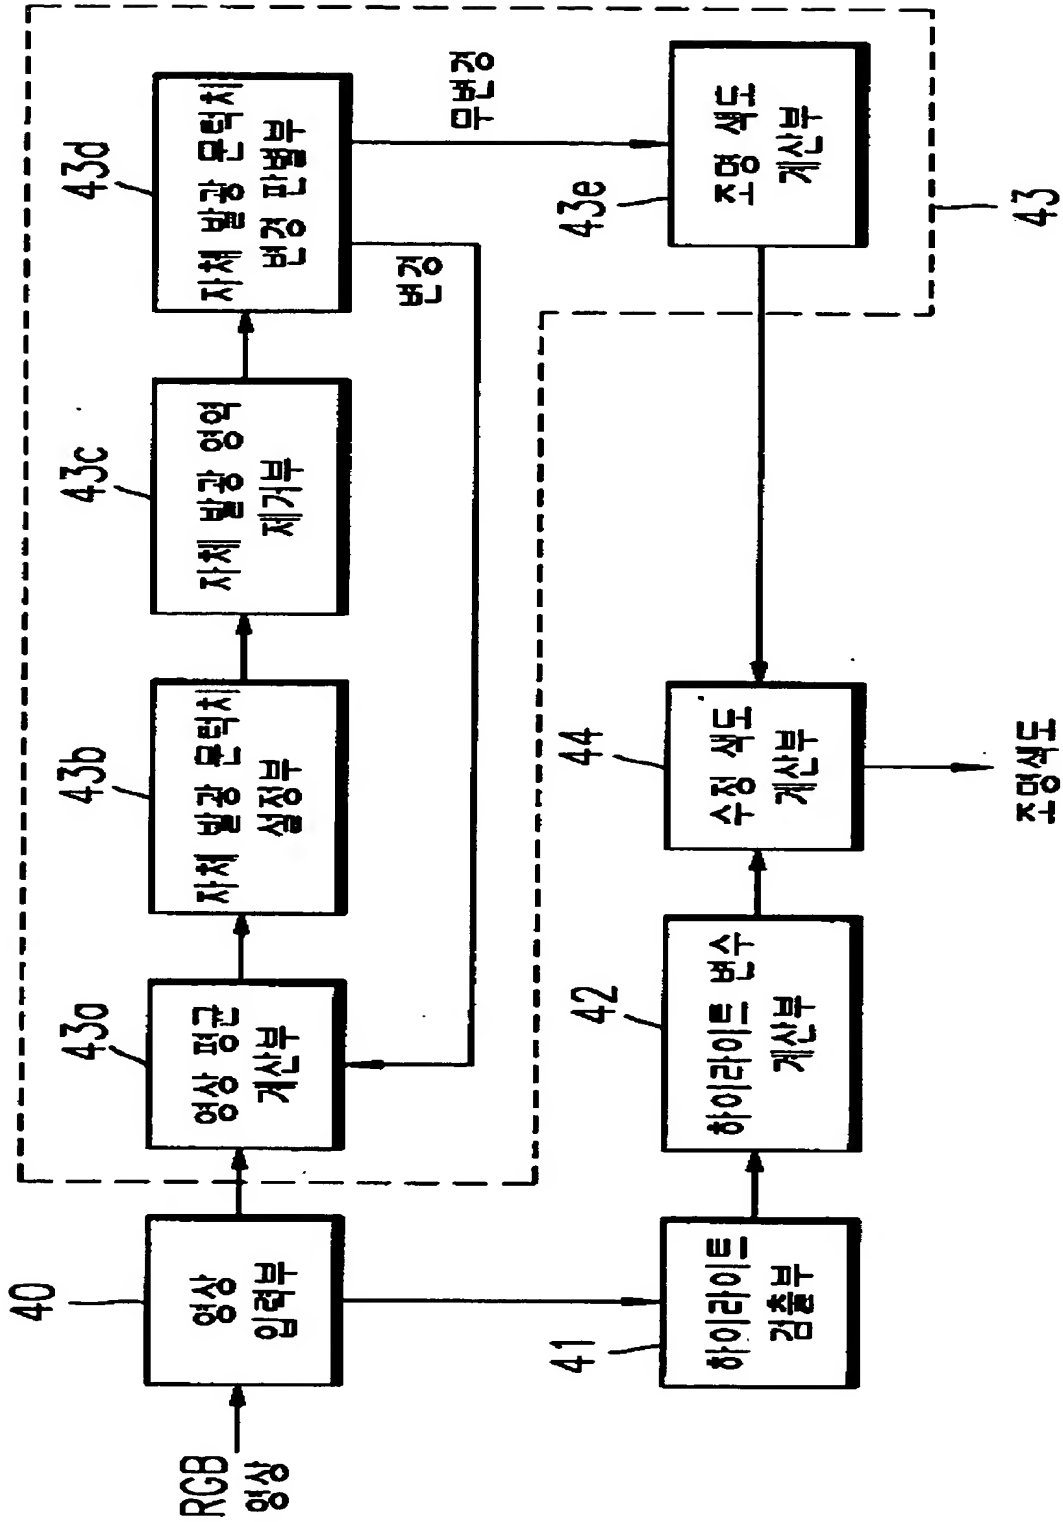 RGB
영상
40
영상
입력부
43a
영상 평균
계산부
43b
자체 발광 문턱치
설정부
43c
자체 발광 영역
제거부
43d
자체 발광 문턱치
변경 판별부
변경
무변경
43e
조명 색도
계산부
43
41
하이라이트
검출부
42
하이라이트 변수
계산부
44
수정 색도
계산부
조명색도